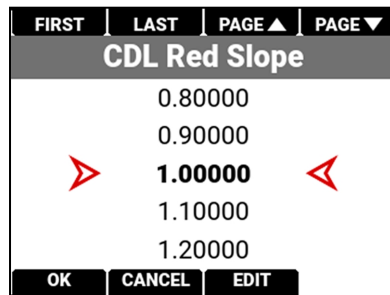 FIRST LAST PAGE▲ PAGE▼
CDL Red Slope
0.80000
0.90000
1.00000
1.10000
1.20000
OK CANCEL EDIT